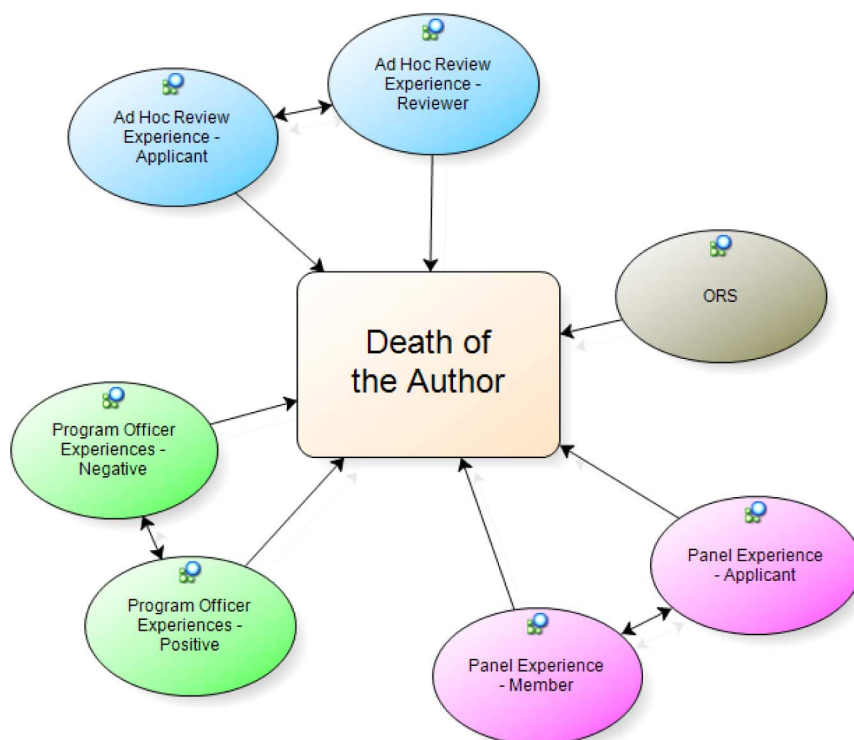 Ad Hoc Review
Experience -
Reviewer
Ad Hoc Review
Experience -
Applicant
ORS
Death of
the Author
Program Officer
Experiences -
Negative
Panel Experience
- Applicant
Program Officer
Experiences -
Positive
Panel Experience
- Member